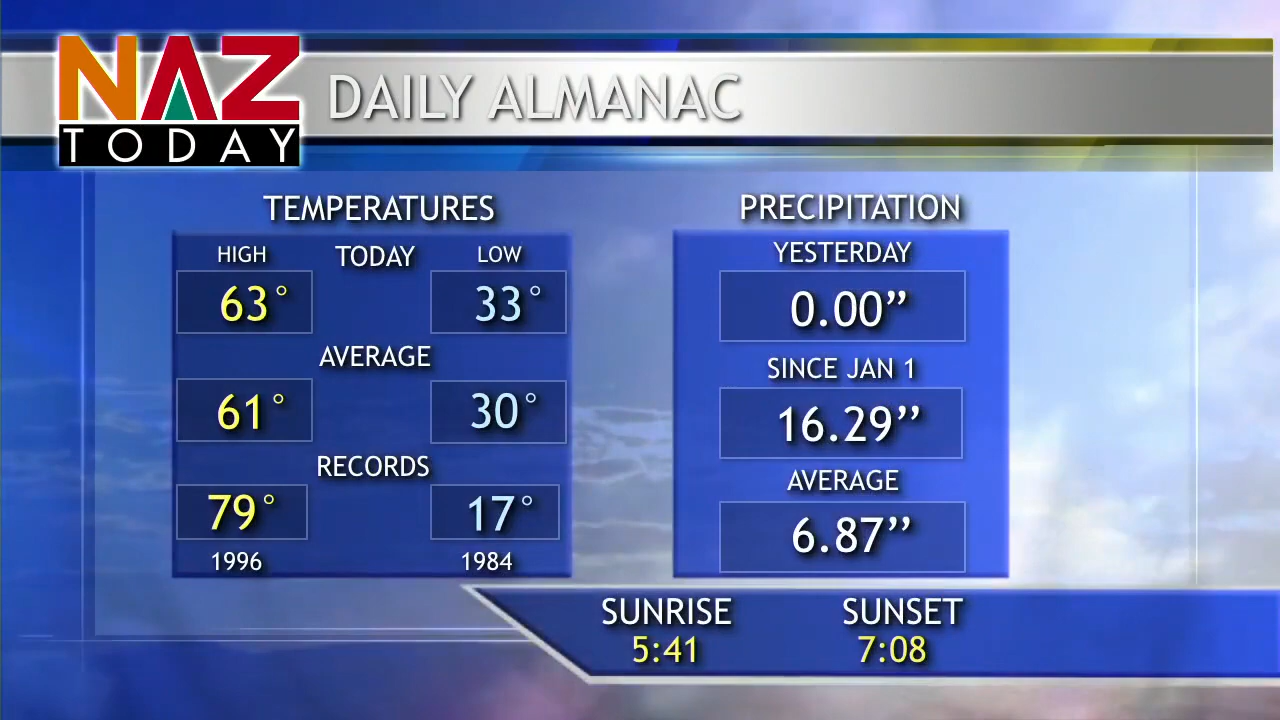 NAZ
TODAY
DAILY ALMANAC
TEMPERATURES
HIGH TODAY LOW
63° 33°
AVERAGE
61° 30°
RECORDS
79° 17°
1996 1984
PRECIPITATION
YESTERDAY
0.00”
SINCE JAN 1
16.29”
AVERAGE
6.87”
SUNRISE SUNSET
5:41 7:08